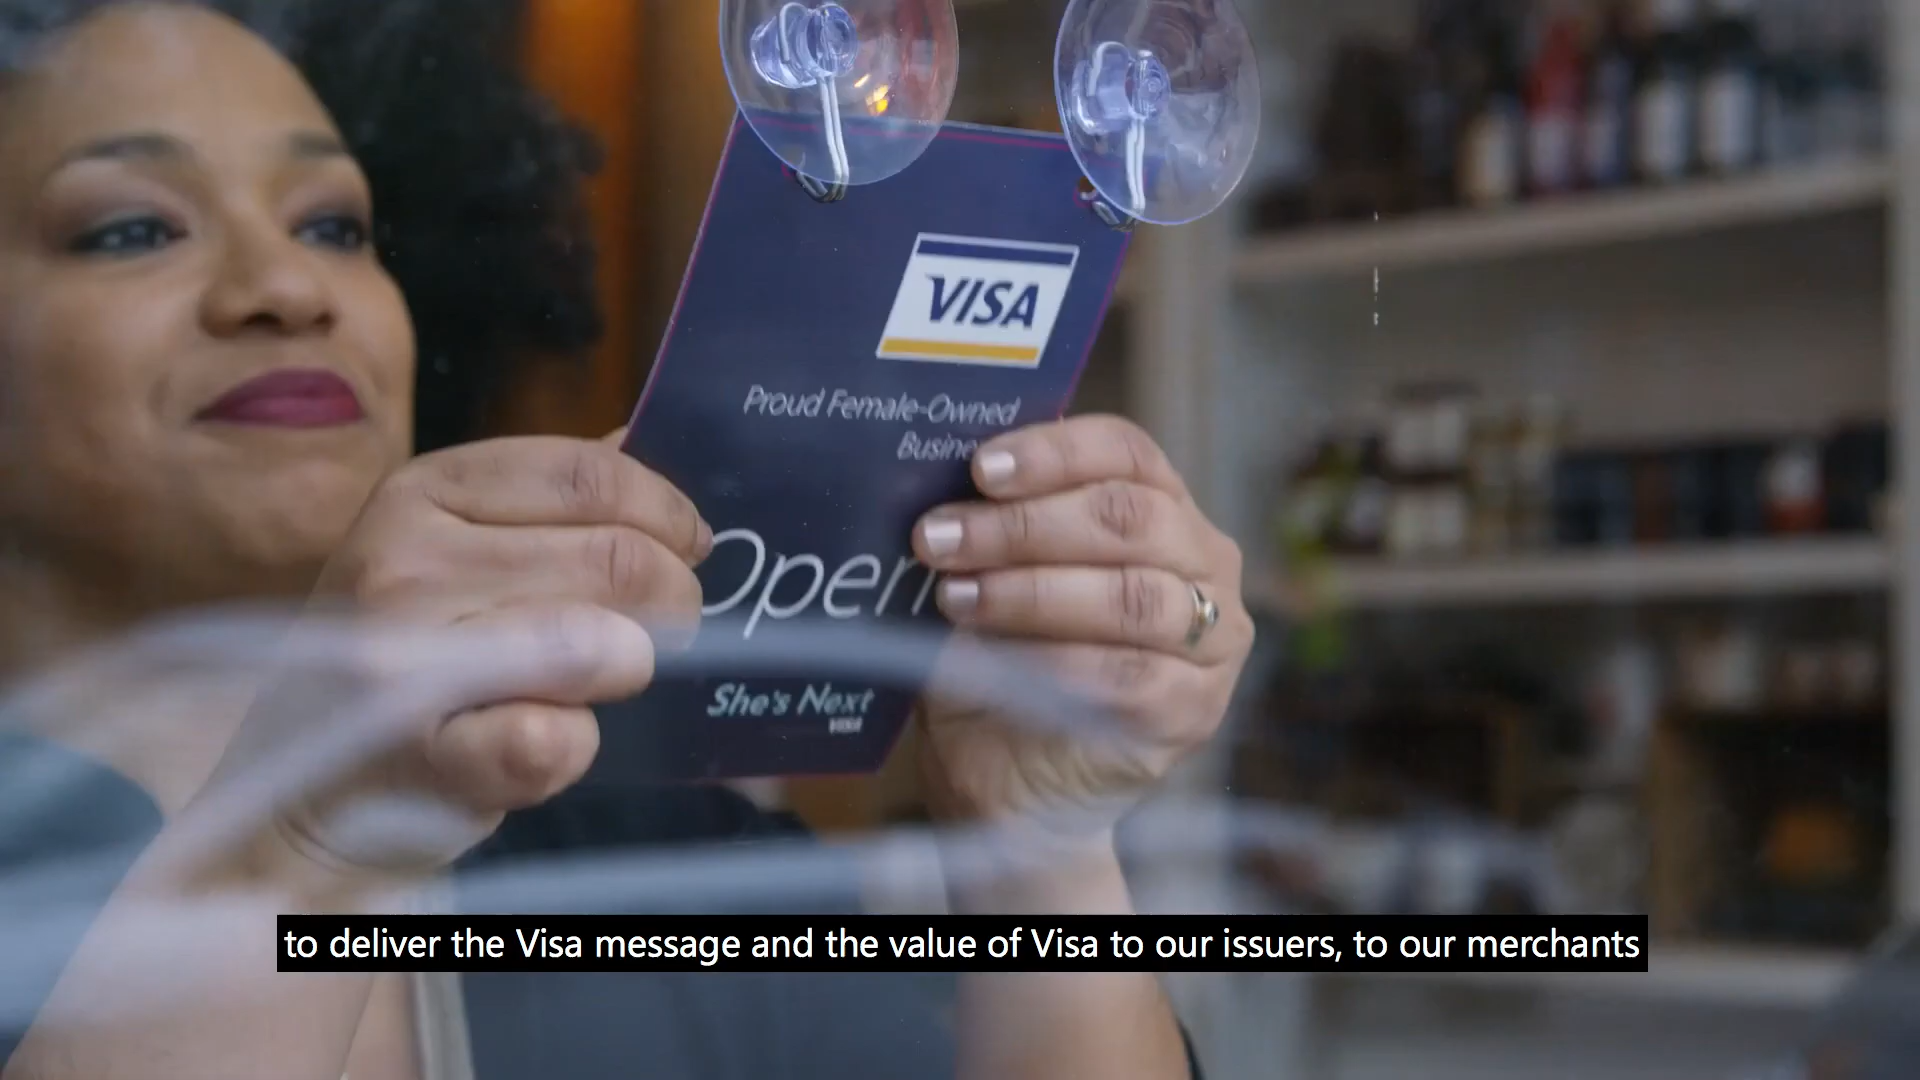 VISA
Proud Female-Owned
Open
She's Next
VISA
to deliver the Visa message and the value of Visa to our issuers, to our merchants